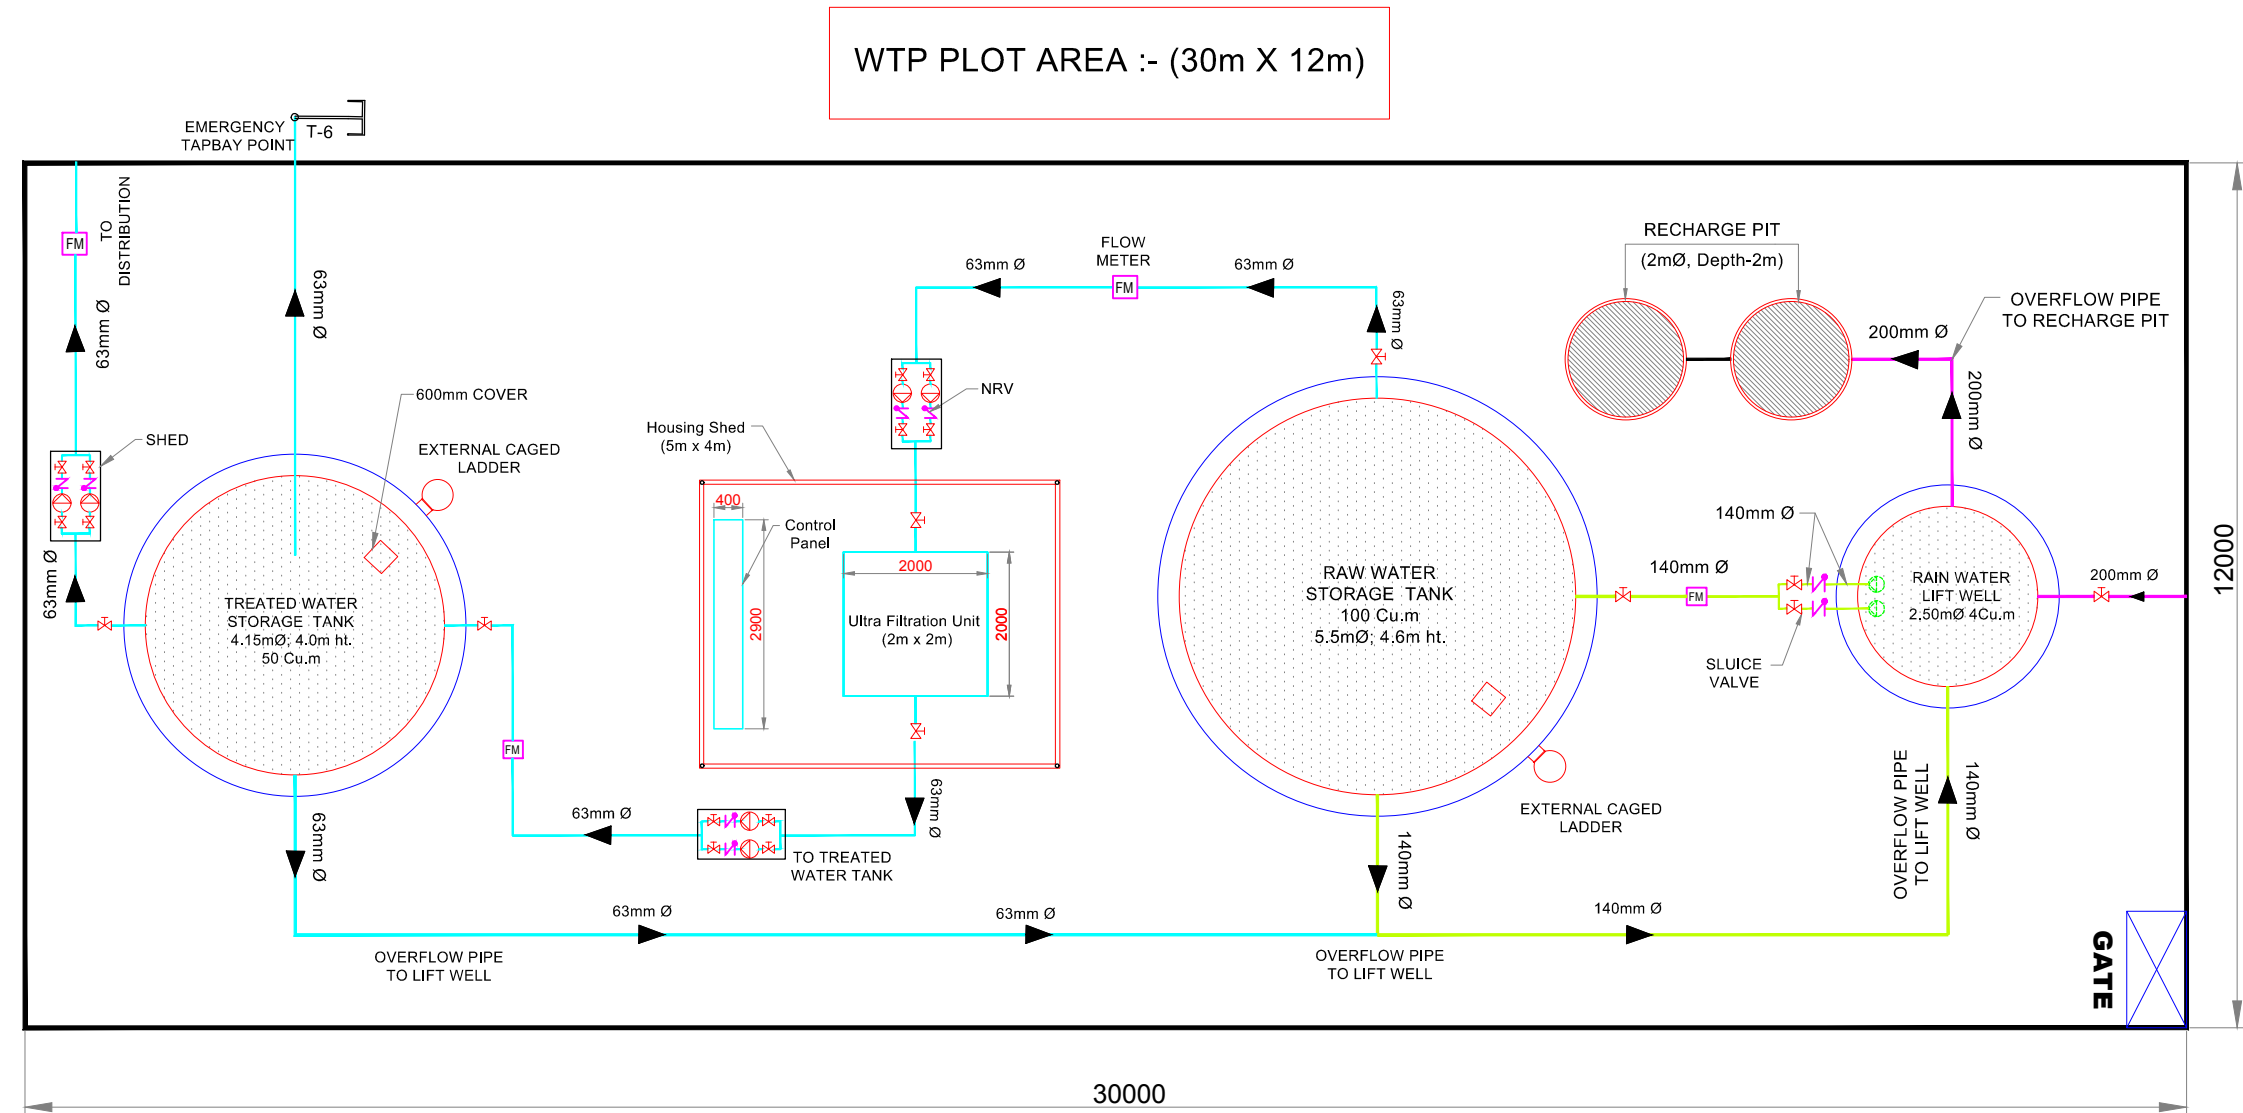 WTP PLOT AREA :- (30m X 12m)
EMERGENCY
TAPBAY POINT
T-6
TO
DISTRIBUTION
FM
63mm Ø
63mm Ø
63mm Ø
SHED
600mm COVER
EXTERNAL CAGED
LADDER
TREATED WATER
STORAGE TANK
4.15mØ; 4.0m ht.
50 Cu.m
63mm Ø
OVERFLOW PIPE
TO LIFT WELL
63mm Ø
63mm Ø
FM
63mm Ø
TO TREATED
WATER TANK
63mm Ø
Housing Shed
(5m x 4m)
400
Control
Panel
2900
2000
2000
Ultra Filtration Unit
(2m x 2m)
NRV
63mm Ø
FLOW
METER
FM
63mm Ø
63mm Ø
RAW WATER
STORAGE TANK
100 Cu.m
5.5mØ; 4.6m ht.
EXTERNAL CAGED
LADDER
140mm Ø
OVERFLOW PIPE
TO LIFT WELL
140mm Ø
140mm Ø
FM
140mm Ø
SLUICE
VALVE
RECHARGE PIT
(2mØ, Depth-2m)
OVERFLOW PIPE
TO RECHARGE PIT
200mm Ø
200mm Ø
RAIN WATER
LIFT WELL
2.50mØ 4Cu.m
200mm Ø
OVERFLOW PIPE
TO LIFT WELL
140mm Ø
GATE
12000
30000